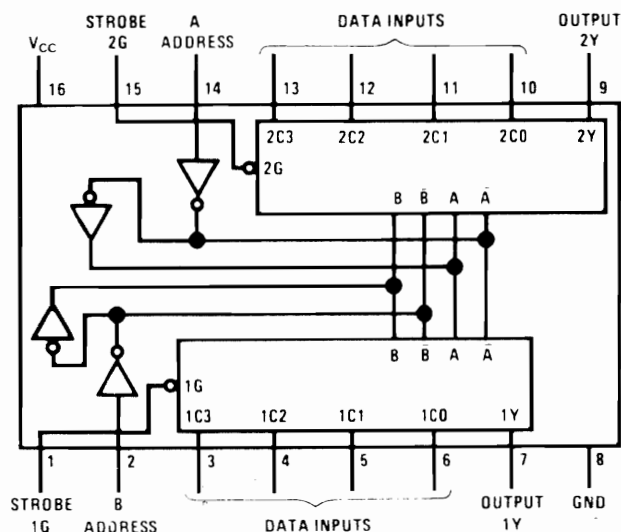 STROBE A DATA INPUTS OUTPUT
V_CC 2G ADDRESS 2Y
16 15 14 13 12 11 10 9
2C3 2C2 2C1 2C0 2Y
2G
B B̄ A Ā
B B̄ A Ā
1G
1C3 1C2 1C1 1C0 1Y
1 2 3 4 5 6 7 8
STROBE B DATA INPUTS OUTPUT GND
1G ADDRESS 1Y